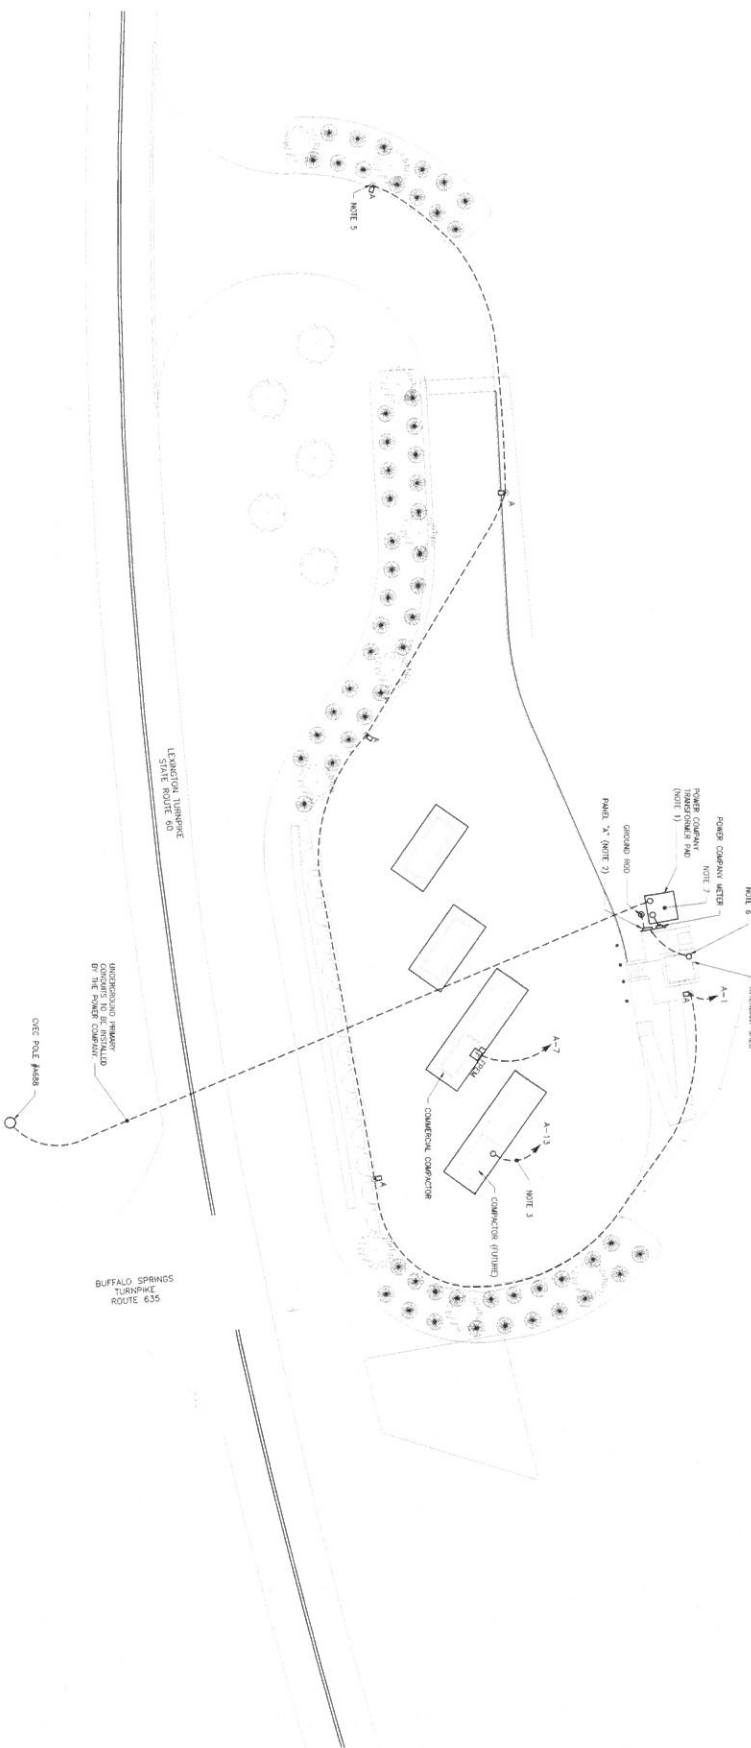 NOTE 5
A
A
A
LEXINGTON TURNPIKE
STATE ROUTE 60
POWER COMPANY
TRANSFORMER PAD
(NOTE 1)
POWER COMPANY METER
NOTE 7
GROUND ROD
PANEL "A" (NOTE 2)
NOTE 6
A
A-1
A-7
COMMERCIAL COMPACTOR
A-13
NOTE 3
COMPACTOR (FUTURE)
A
UNDERGROUND PRIMARY
CONDUITS TO BE INSTALLED
BY THE POWER COMPANY.
CVEC POLE #A688
BUFFALO SPRINGS
TURNPIKE
ROUTE 635